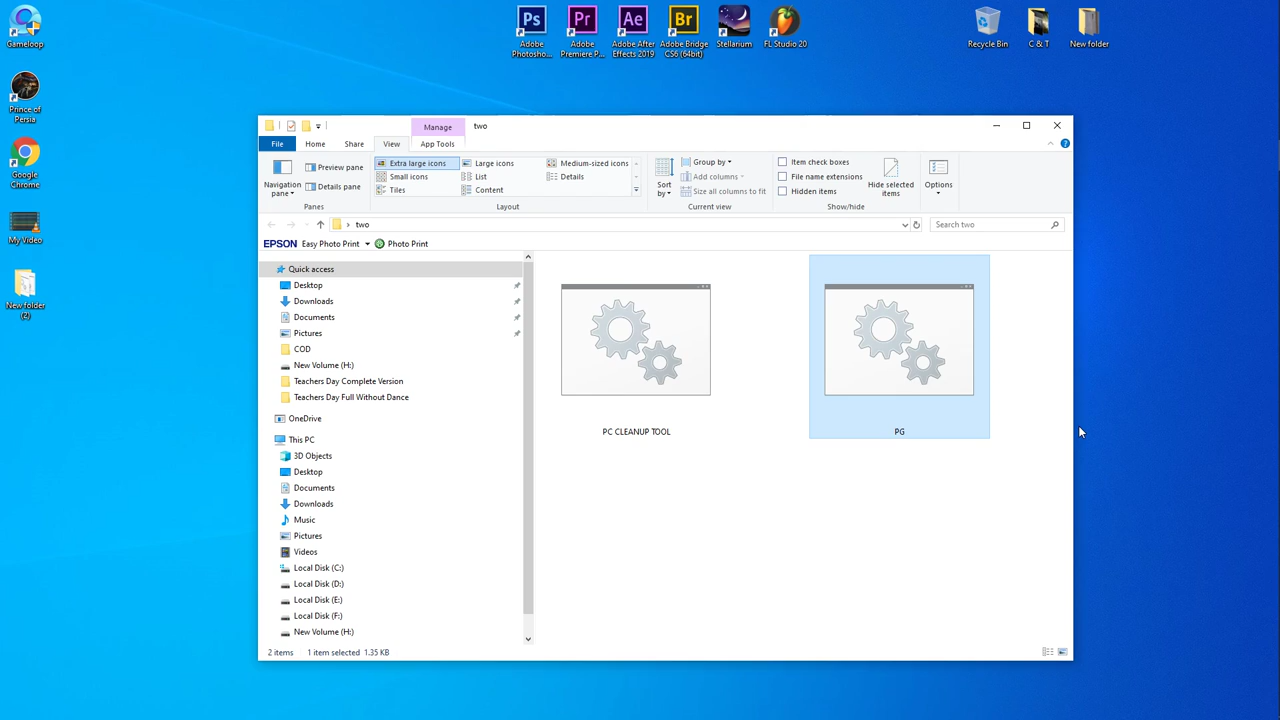 Gameloop
Prince of
Persia
Google
Chrome
My Video
New folder
(2)
Ps
Adobe
Photosho...
Pr
Adobe
Premiere P...
Ae
Adobe After
Effects 2019
Br
Adobe Bridge
CS6 (64bit)
Stellarium
FL Studio 20
Recycle Bin
C & T
New folder
Manage
two
File
Home
Share
View
App Tools
Navigation
pane
Preview pane
Details pane
Panes
Extra large icons
Large icons
Medium-sized icons
Small icons
List
Details
Tiles
Content
Layout
Sort
by
Group by
Add columns
Size all columns to fit
Current view
Item check boxes
File name extensions
Hidden items
Hide selected
items
Show/hide
Options
two
Search two
EPSON Easy Photo Print Photo Print
Quick access
Desktop
Downloads
Documents
Pictures
COD
New Volume (H:)
Teachers Day Complete Version
Teachers Day Full Without Dance
OneDrive
This PC
3D Objects
Desktop
Documents
Downloads
Music
Pictures
Videos
Local Disk (C:)
Local Disk (D:)
Local Disk (E:)
Local Disk (F:)
New Volume (H:)
PC CLEANUP TOOL
PG
2 items 1 item selected 1.35 KB